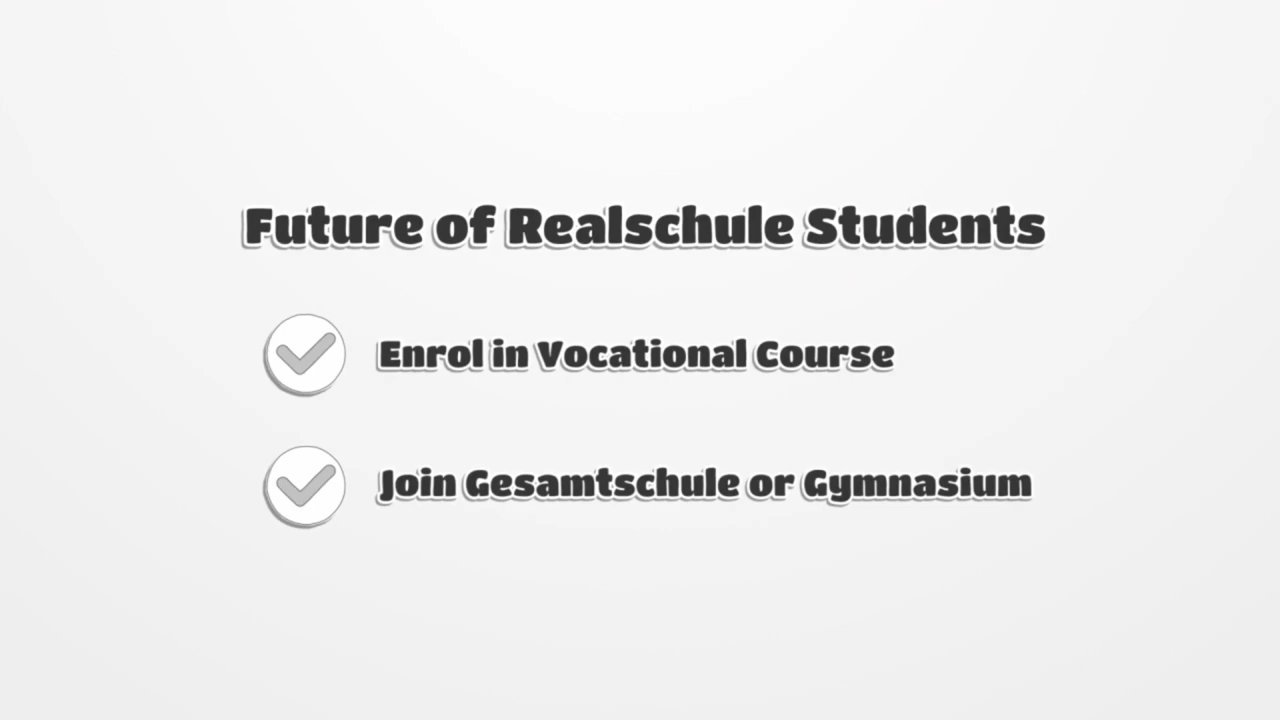 Future of Realschule Students
Enrol in Vocational Course
Join Gesamtschule or Gymnasium